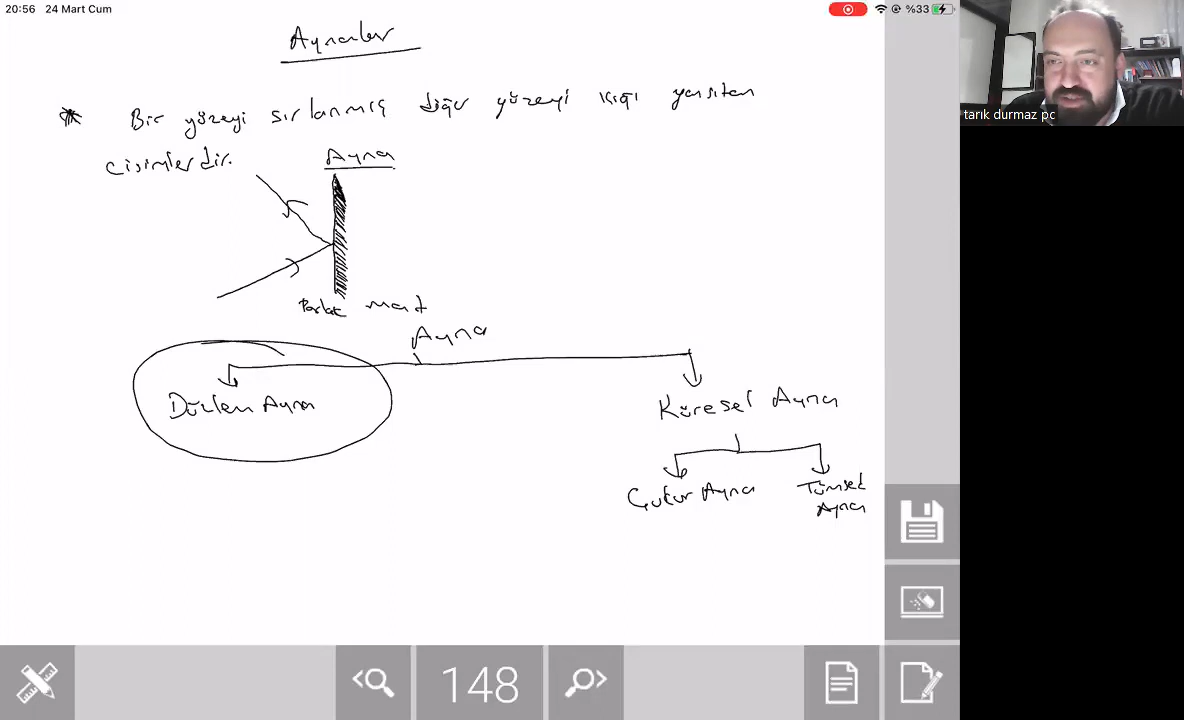 20:56 24 Mart Cum
%33
Aynalar
* Bir yüzeyi sırlanmış diğer yüzeyi ışığı yansıtan
cisimlerdir.
Ayna
Parlak mat
Ayna
Düzlem Ayna
Küresel Ayna
Çukur Ayna
Tümsek
Ayna
148
tarık durmaz pc